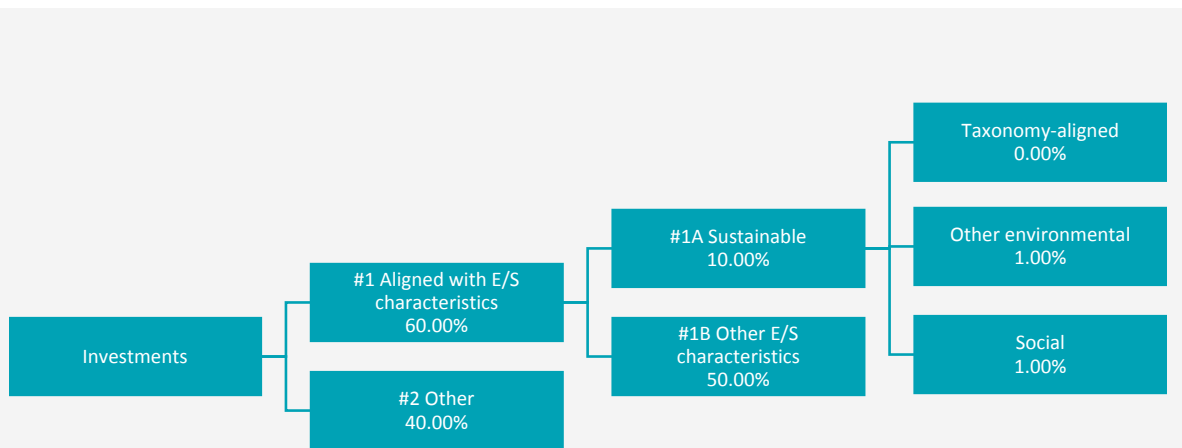 Investments
#1 Aligned with E/S
characteristics
60.00%
#2 Other
40.00%
#1A Sustainable
10.00%
#1B Other E/S
characteristics
50.00%
Taxonomy-aligned
0.00%
Other environmental
1.00%
Social
1.00%